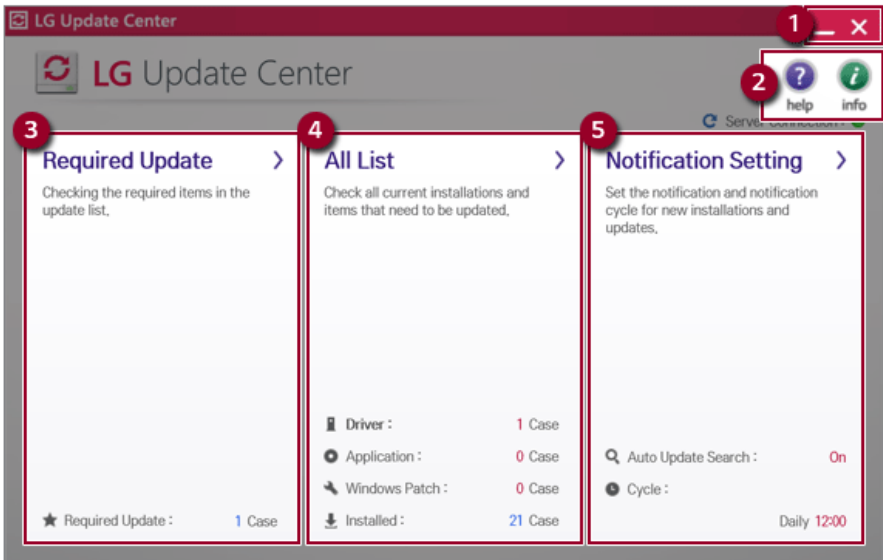 LG Update Center
1
LG Update Center
2
help info
Server Connection :
3
Required Update >
Checking the required items in the
update list.
Required Update : 1 Case
4
All List >
Check all current installations and
items that need to be updated.
Driver : 1 Case
Application : 0 Case
Windows Patch : 0 Case
Installed : 21 Case
5
Notification Setting >
Set the notification and notification
cycle for new installations and
updates.
Auto Update Search : On
Cycle :
Daily 12:00